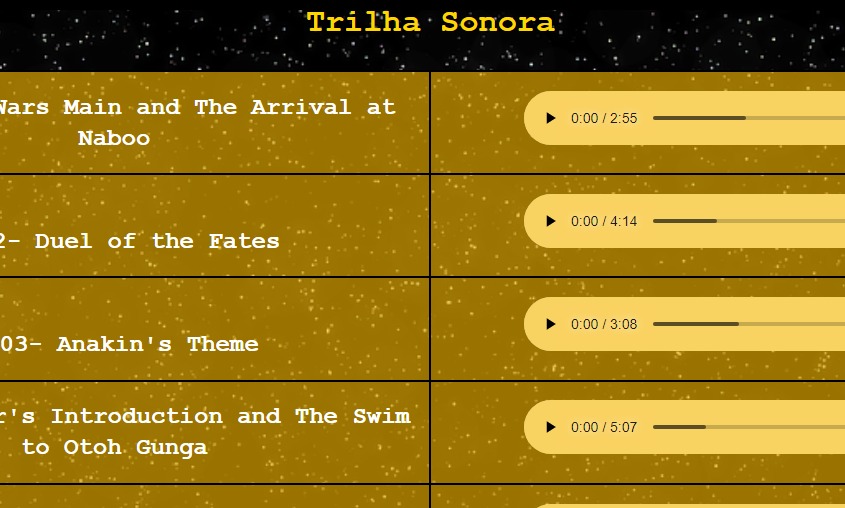 Trilha Sonora
Wars Main and The Arrival at
Naboo
0:00 / 2:55
2- Duel of the Fates
0:00 / 4:14
03- Anakin's Theme
0:00 / 3:08
r's Introduction and The Swim
to Otoh Gunga
0:00 / 5:07